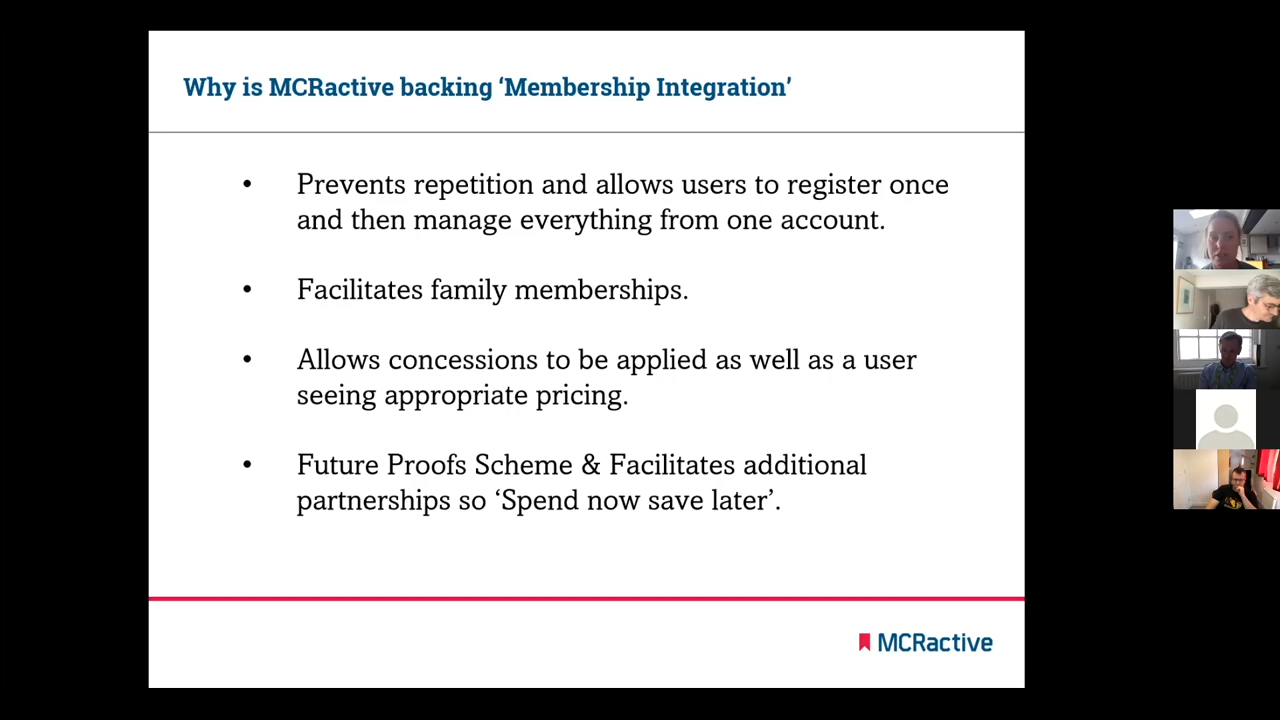 Why is MCRactive backing ‘Membership Integration’
• Prevents repetition and allows users to register once
and then manage everything from one account.
• Facilitates family memberships.
• Allows concessions to be applied as well as a user
seeing appropriate pricing.
• Future Proofs Scheme & Facilitates additional
partnerships so ‘Spend now save later’.
MCRactive